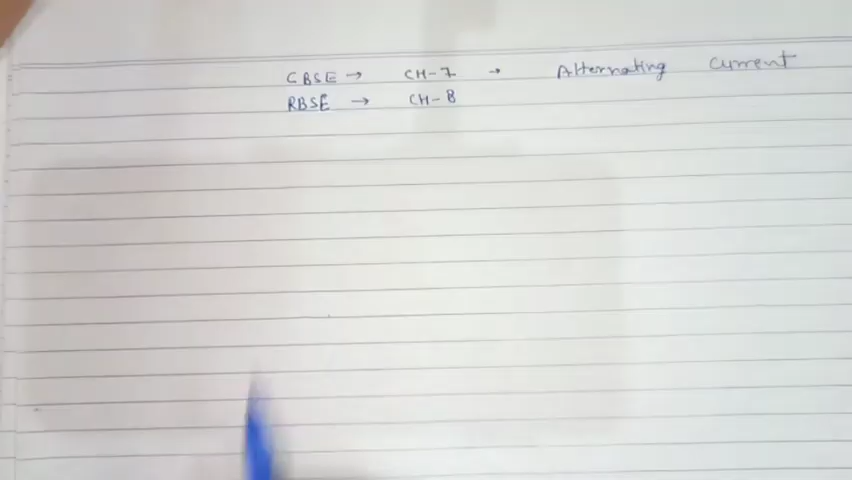 CBSE → CH-7 → Alternating Current
RBSE → CH-8